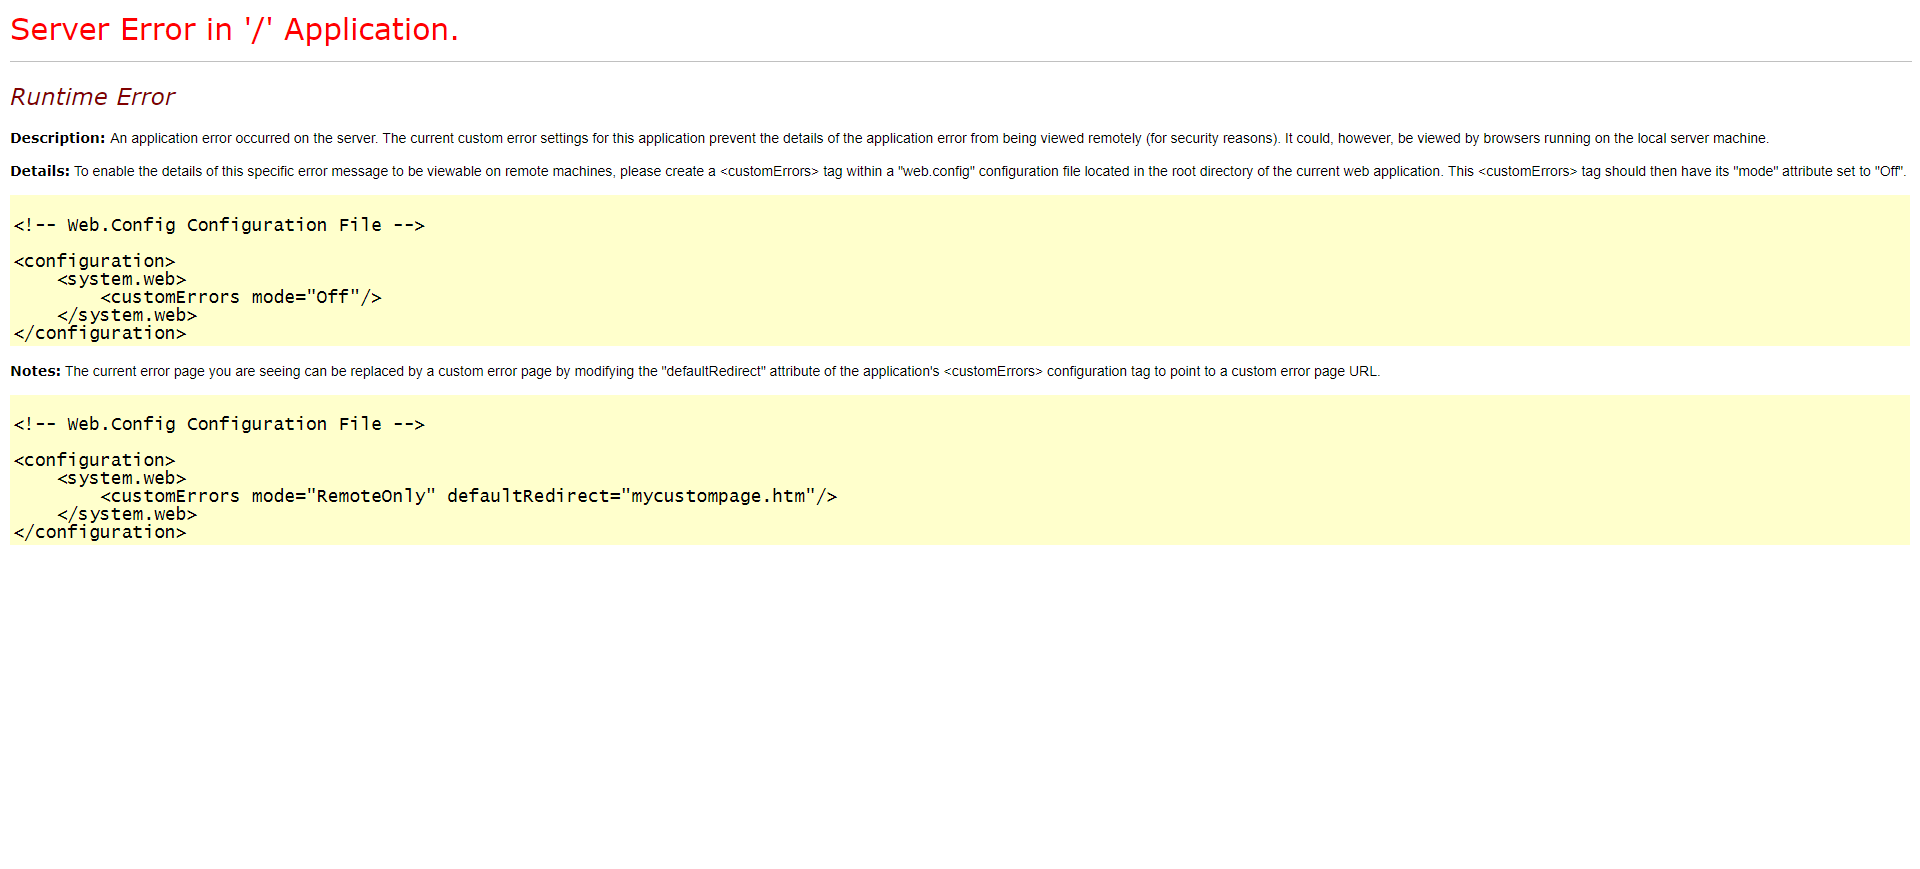 Server Error in '/' Application.
Runtime Error
Description: An application error occurred on the server. The current custom error settings for this application prevent the details of the application error from being viewed remotely (for security reasons). It could, however, be viewed by browsers running on the local server machine.
Details: To enable the details of this specific error message to be viewable on remote machines, please create a <customErrors> tag within a "web.config" configuration file located in the root directory of the current web application. This <customErrors> tag should then have its "mode" attribute set to "Off".
<!-- Web.Config Configuration File -->
<configuration>
    <system.web>
        <customErrors mode="Off"/>
    </system.web>
</configuration>
Notes: The current error page you are seeing can be replaced by a custom error page by modifying the "defaultRedirect" attribute of the application's <customErrors> configuration tag to point to a custom error page URL.
<!-- Web.Config Configuration File -->
<configuration>
    <system.web>
        <customErrors mode="RemoteOnly" defaultRedirect="mycustompage.htm"/>
    </system.web>
</configuration>